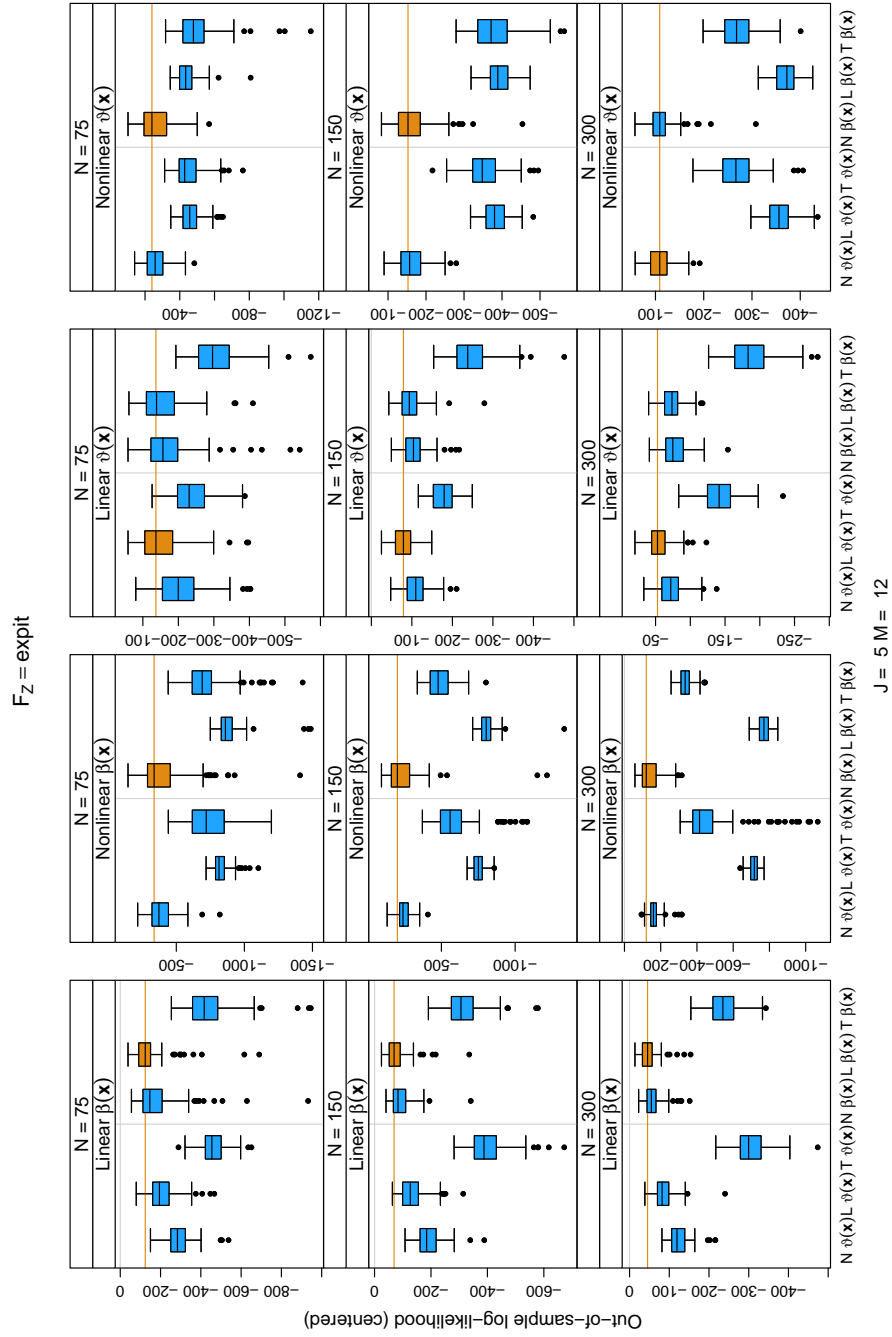 F_Z = expit
N = 75
N = 75
N = 75
N = 75
Linear β(x)
Nonlinear β(x)
Linear ϑ(x)
Nonlinear ϑ(x)
0
−200
−400
−600
−800
−500
−1000
−1500
−100
−200
−300
−400
−500
−400
−800
−1200
N = 150
N = 150
N = 150
N = 150
Linear β(x)
Nonlinear β(x)
Linear ϑ(x)
Nonlinear ϑ(x)
0
−200
−400
−600
−500
−1000
−100
−200
−300
−400
−100
−200
−300
−400
−500
N = 300
N = 300
N = 300
N = 300
Linear β(x)
Nonlinear β(x)
Linear ϑ(x)
Nonlinear ϑ(x)
0
−100
−200
−300
−400
−200
−400
−600
−1000
−50
−150
−250
−100
−200
−300
−400
N ϑ(x) L ϑ(x) T ϑ(x) N β(x) L β(x) T β(x)
N ϑ(x) L ϑ(x) T ϑ(x) N β(x) L β(x) T β(x)
N ϑ(x) L ϑ(x) T ϑ(x) N β(x) L β(x) T β(x)
N ϑ(x) L ϑ(x) T ϑ(x) N β(x) L β(x) T β(x)
Out−of−sample log−likelihood (centered)
J = 5 M = 12